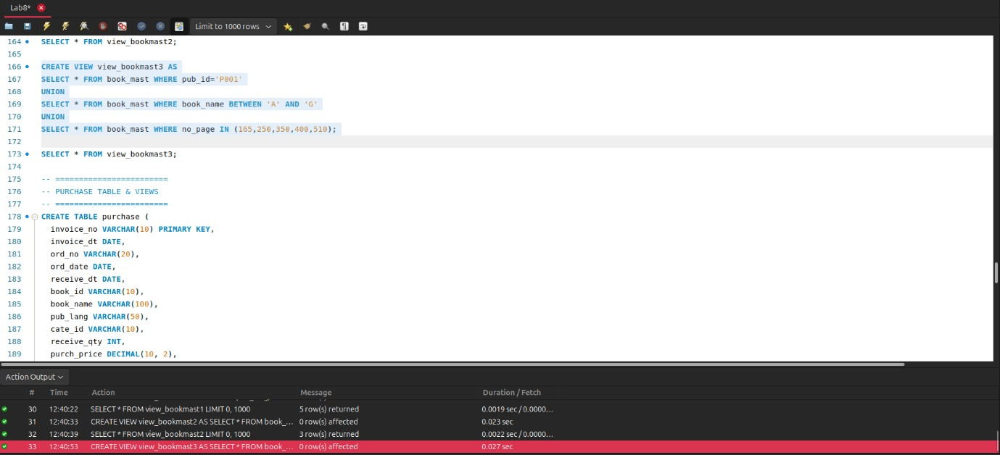 Lab8*
Limit to 1000 rows
164 SELECT * FROM view_bookmast2;
165
166 CREATE VIEW view_bookmast3 AS
167 SELECT * FROM book_mast WHERE pub_id='P001'
168 UNION
169 SELECT * FROM book_mast WHERE book_name BETWEEN 'A' AND 'G'
170 UNION
171 SELECT * FROM book_mast WHERE no_page IN (165,250,350,400,510);
172
173 SELECT * FROM view_bookmast3;
174
175 -- ========================
176 -- PURCHASE TABLE & VIEWS
177 -- ========================
178 CREATE TABLE purchase (
179 invoice_no VARCHAR(10) PRIMARY KEY,
180 invoice_dt DATE,
181 ord_no VARCHAR(20),
182 ord_date DATE,
183 receive_dt DATE,
184 book_id VARCHAR(10),
185 book_name VARCHAR(100),
186 pub_lang VARCHAR(50),
187 cate_id VARCHAR(10),
188 receive_qty INT,
189 purch_price DECIMAL(10, 2),
Action Output
# Time Action Message Duration / Fetch
30 12:40:22 SELECT * FROM view_bookmast1 LIMIT 0, 1000 5 row(s) returned 0.0019 sec / 0.0000...
31 12:40:33 CREATE VIEW view_bookmast2 AS SELECT * FROM book_... 0 row(s) affected 0.023 sec
32 12:40:39 SELECT * FROM view_bookmast2 LIMIT 0, 1000 3 row(s) returned 0.0022 sec / 0.0000...
33 12:40:53 CREATE VIEW view_bookmast3 AS SELECT * FROM book_... 0 row(s) affected 0.027 sec